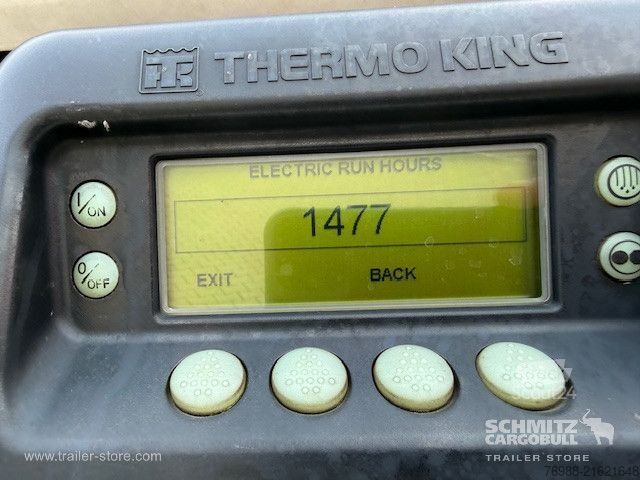 TK THERMO KING
ELECTRIC RUN HOURS
1477
EXIT BACK
I/ON
O/OFF
SCHMITZ
CARGOBULL
TRAILER STORE
www.trailer-store.com
76988-21621648